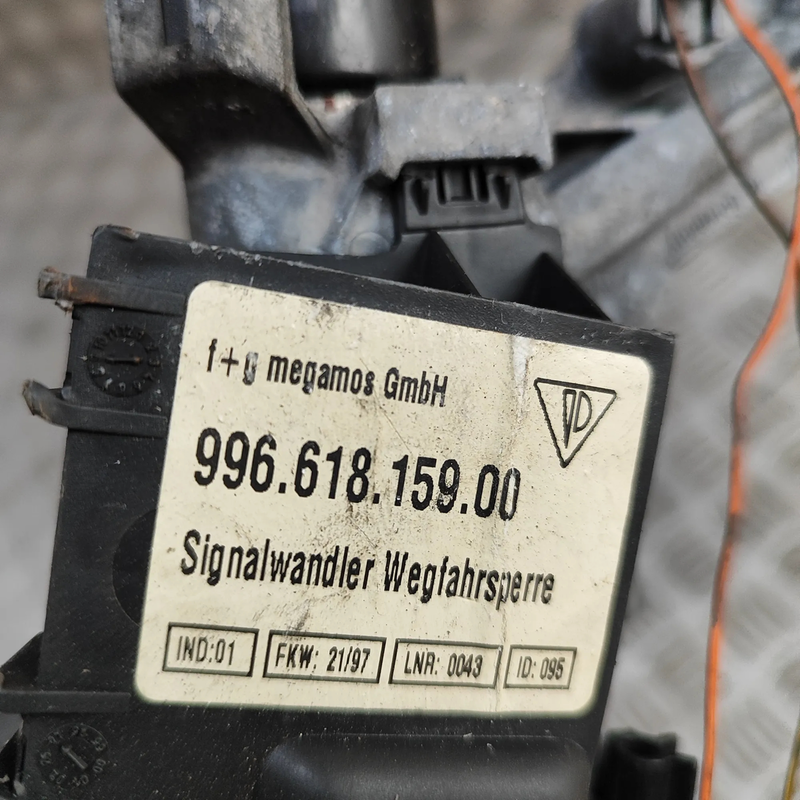 f+g megamos GmbH
996.618.159.00
Signalwandler Wegfahrsperre
IND:01 FKW: 21/97 LNR: 0043 ID: 095